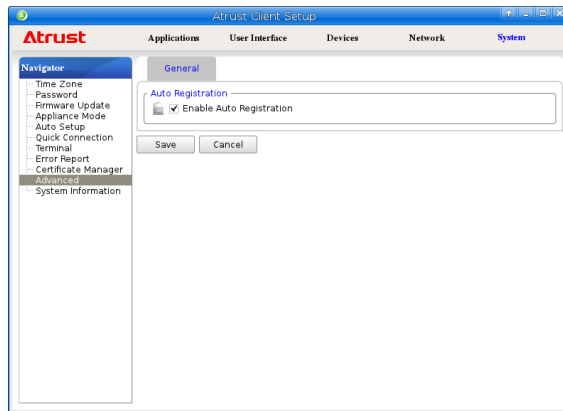 Atrust Client Setup
Atrust
Applications User Interface Devices Network System
Navigator
Time Zone
Password
Firmware Update
Appliance Mode
Auto Setup
Quick Connection
Terminal
Error Report
Certificate Manager
Advanced
System Information
General
Auto Registration
Enable Auto Registration
Save Cancel